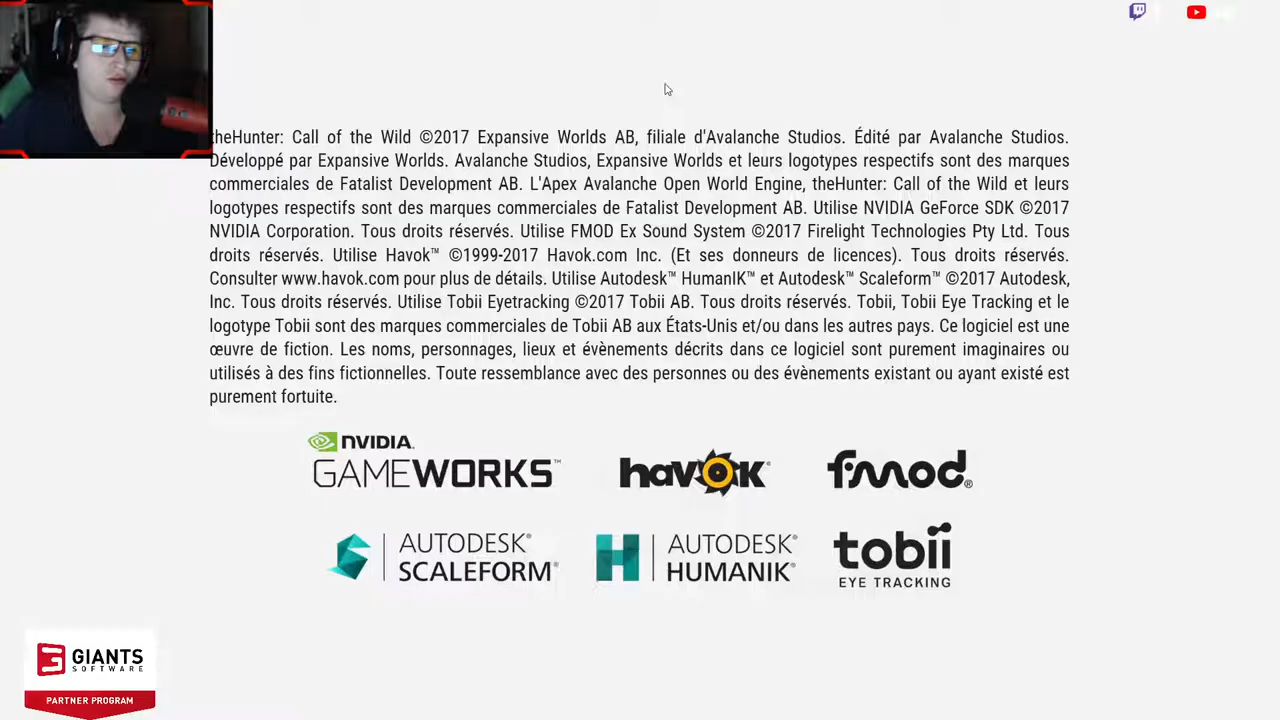 theHunter: Call of the Wild ©2017 Expansive Worlds AB, filiale d'Avalanche Studios. Édité par Avalanche Studios.
Développé par Expansive Worlds. Avalanche Studios, Expansive Worlds et leurs logotypes respectifs sont des marques
commerciales de Fatalist Development AB. L'Apex Avalanche Open World Engine, theHunter: Call of the Wild et leurs
logotypes respectifs sont des marques commerciales de Fatalist Development AB. Utilise NVIDIA GeForce SDK ©2017
NVIDIA Corporation. Tous droits réservés. Utilise FMOD Ex Sound System ©2017 Firelight Technologies Pty Ltd. Tous
droits réservés. Utilise Havok™ ©1999-2017 Havok.com Inc. (Et ses donneurs de licences). Tous droits réservés.
Consulter www.havok.com pour plus de détails. Utilise Autodesk™ HumanIK™ et Autodesk™ Scaleform™ ©2017 Autodesk,
Inc. Tous droits réservés. Utilise Tobii Eyetracking ©2017 Tobii AB. Tous droits réservés. Tobii, Tobii Eye Tracking et le
logotype Tobii sont des marques commerciales de Tobii AB aux États-Unis et/ou dans les autres pays. Ce logiciel est une
œuvre de fiction. Les noms, personnages, lieux et évènements décrits dans ce logiciel sont purement imaginaires ou
utilisés à des fins fictionnelles. Toute ressemblance avec des personnes ou des évènements existant ou ayant existé est
purement fortuite.
NVIDIA.
GAMEWORKS™
havok®
fmod®
AUTODESK®
SCALEFORM®
AUTODESK®
HUMANIK®
tobii
EYE TRACKING
GIANTS
SOFTWARE
PARTNER PROGRAM